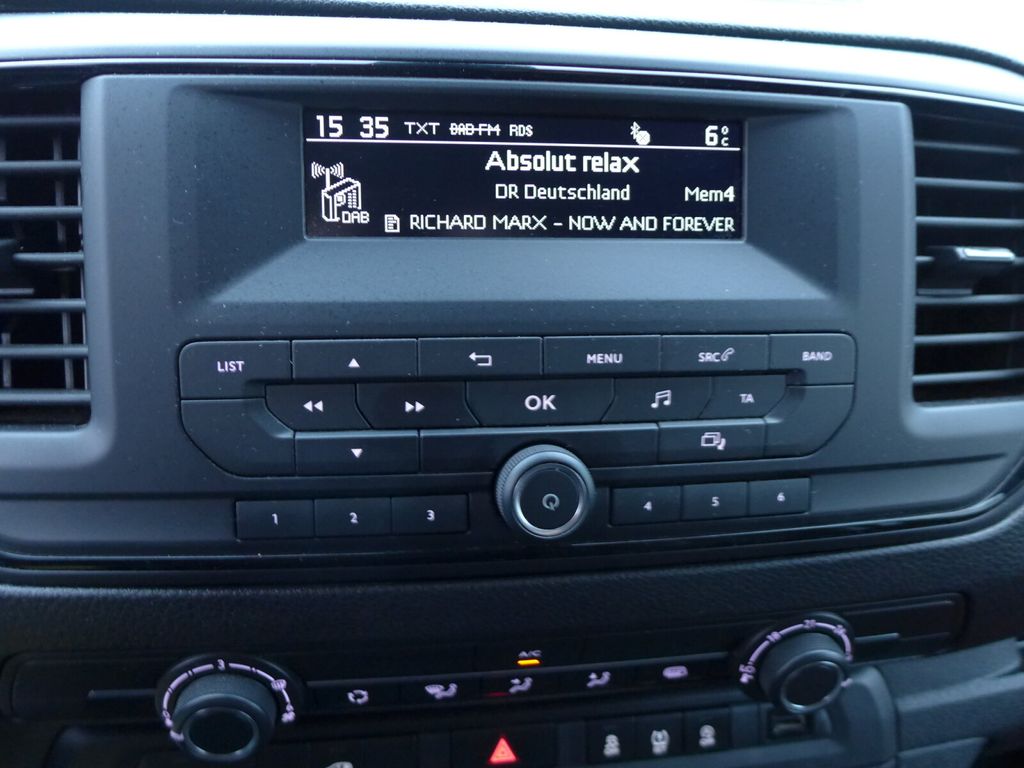 15 35 TXT DAB-FM RDS 6°C
Absolut relax
DR Deutschland Mem4
DAB RICHARD MARX - NOW AND FOREVER
LIST MENU SRC BAND
OK TA
1 2 3 4 5 6
A/C
3